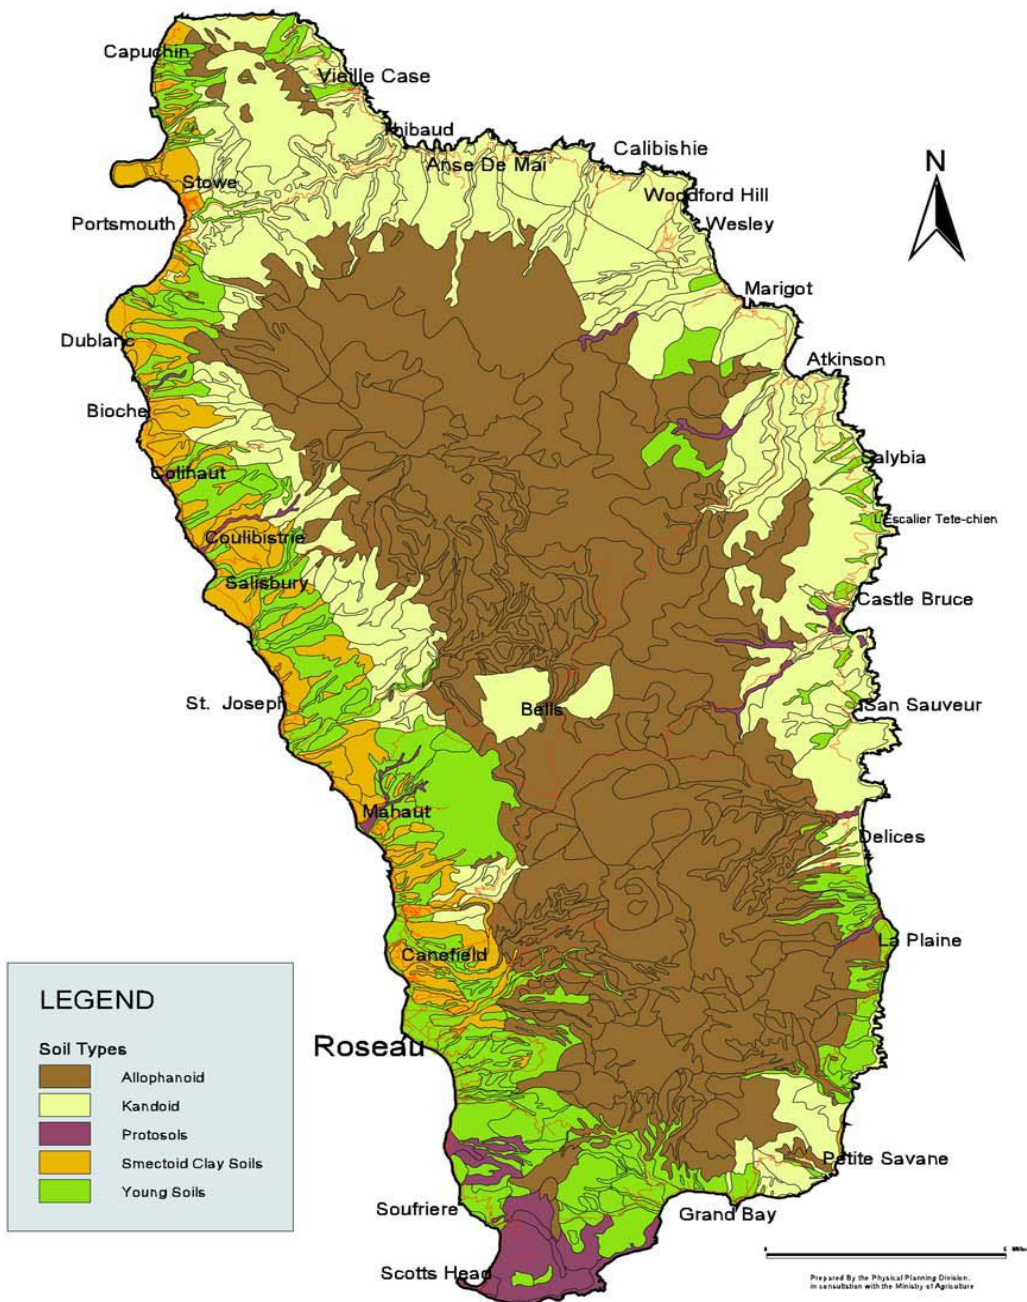 Capuchin
Vieille Case
Thibaud
Calibishie
Anse De Mai
N
Stowe
Woodford Hill
Portsmouth
Wesley
Marigot
Dublanc
Atkinson
Bioche
Colihaut
Salybia
L'Escalier Tete-chien
Coulibistrie
Salisbury
Castle Bruce
St. Joseph
Bells
San Sauveur
Mahaut
Delices
La Plaine
Canefield
LEGEND
Roseau
Soil Types
Allophanoid
Kandoid
Protosols
Smectoid Clay Soils
Young Soils
Petite Savane
Soufriere
Grand Bay
Scotts Head
Prepared By the Physical Planning Division,
in consultation with the Ministry of Agriculture